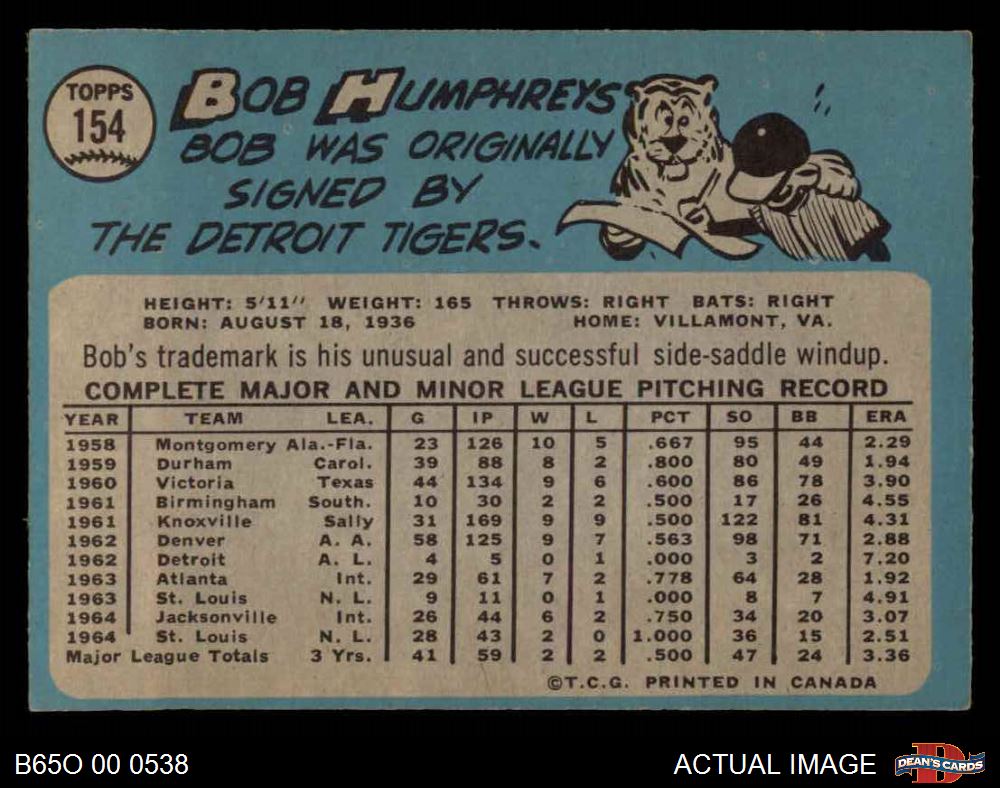 TOPPS
154
BOB HUMPHREYS
BOB WAS ORIGINALLY
SIGNED BY
THE DETROIT TIGERS.
HEIGHT: 5'11" WEIGHT: 165 THROWS: RIGHT BATS: RIGHT
BORN: AUGUST 18, 1936 HOME: VILLAMONT, VA.
Bob's trademark is his unusual and successful side-saddle windup.
COMPLETE MAJOR AND MINOR LEAGUE PITCHING RECORD
YEAR TEAM LEA. G IP W L PCT SO BB ERA
1958 Montgomery Ala.-Fla. 23 126 10 5 .667 95 44 2.29
1959 Durham Carol. 39 88 8 2 .800 80 49 1.94
1960 Victoria Texas 44 134 9 6 .600 86 78 3.90
1961 Birmingham South. 10 30 2 2 .500 17 26 4.55
1961 Knoxville Sally 31 169 9 9 .500 122 81 4.31
1962 Denver A. A. 58 125 9 7 .563 98 71 2.88
1962 Detroit A. L. 4 5 0 1 .000 3 2 7.20
1963 Atlanta Int. 29 61 7 2 .778 64 28 1.92
1963 St. Louis N. L. 9 11 0 1 .000 8 7 4.91
1964 Jacksonville Int. 26 44 6 2 .750 34 20 3.07
1964 St. Louis N. L. 28 43 2 0 1.000 36 15 2.51
Major League Totals 3 Yrs. 41 59 2 2 .500 47 24 3.36
©T.C.G. PRINTED IN CANADA
B65O 00 0538 ACTUAL IMAGE DEAN'S CARDS